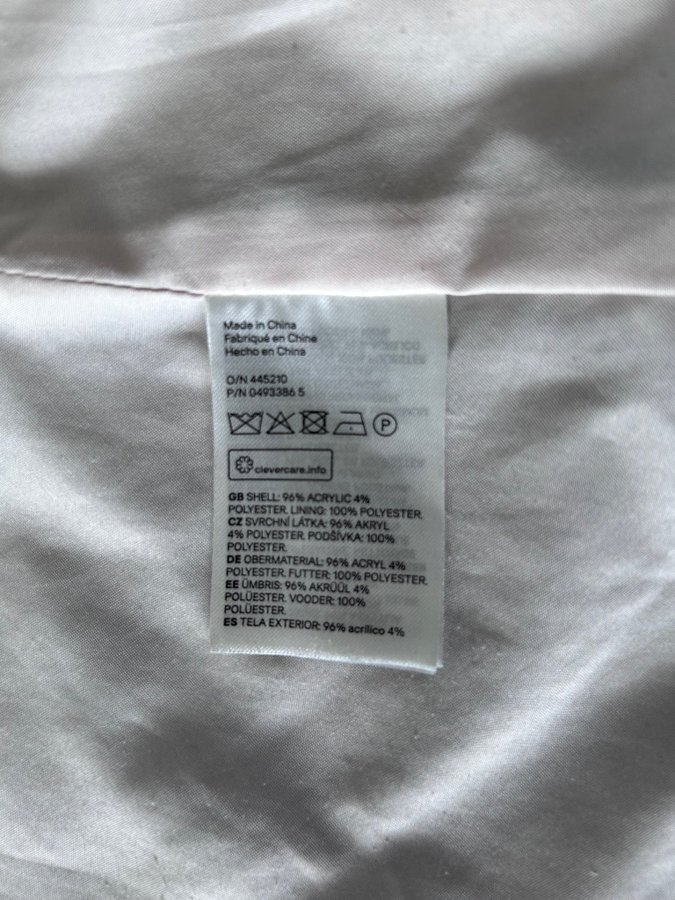 Made in China
Fabriqué en Chine
Hecho en China
O/N 445210
P/N 0493386 5
P
clevercare.info
GB SHELL: 96% ACRYLIC 4%
POLYESTER. LINING: 100% POLYESTER.
CZ SVRCHNÍ LÁTKA: 96% AKRYL
4% POLYESTER. PODŠÍVKA: 100%
POLYESTER.
DE OBERMATERIAL: 96% ACRYL 4%
POLYESTER. FUTTER: 100% POLYESTER.
EE ÜMBRIS: 96% AKRÜÜL 4%
POLÜESTER. VOODER: 100%
POLÜESTER.
ES TELA EXTERIOR: 96% acrílico 4%